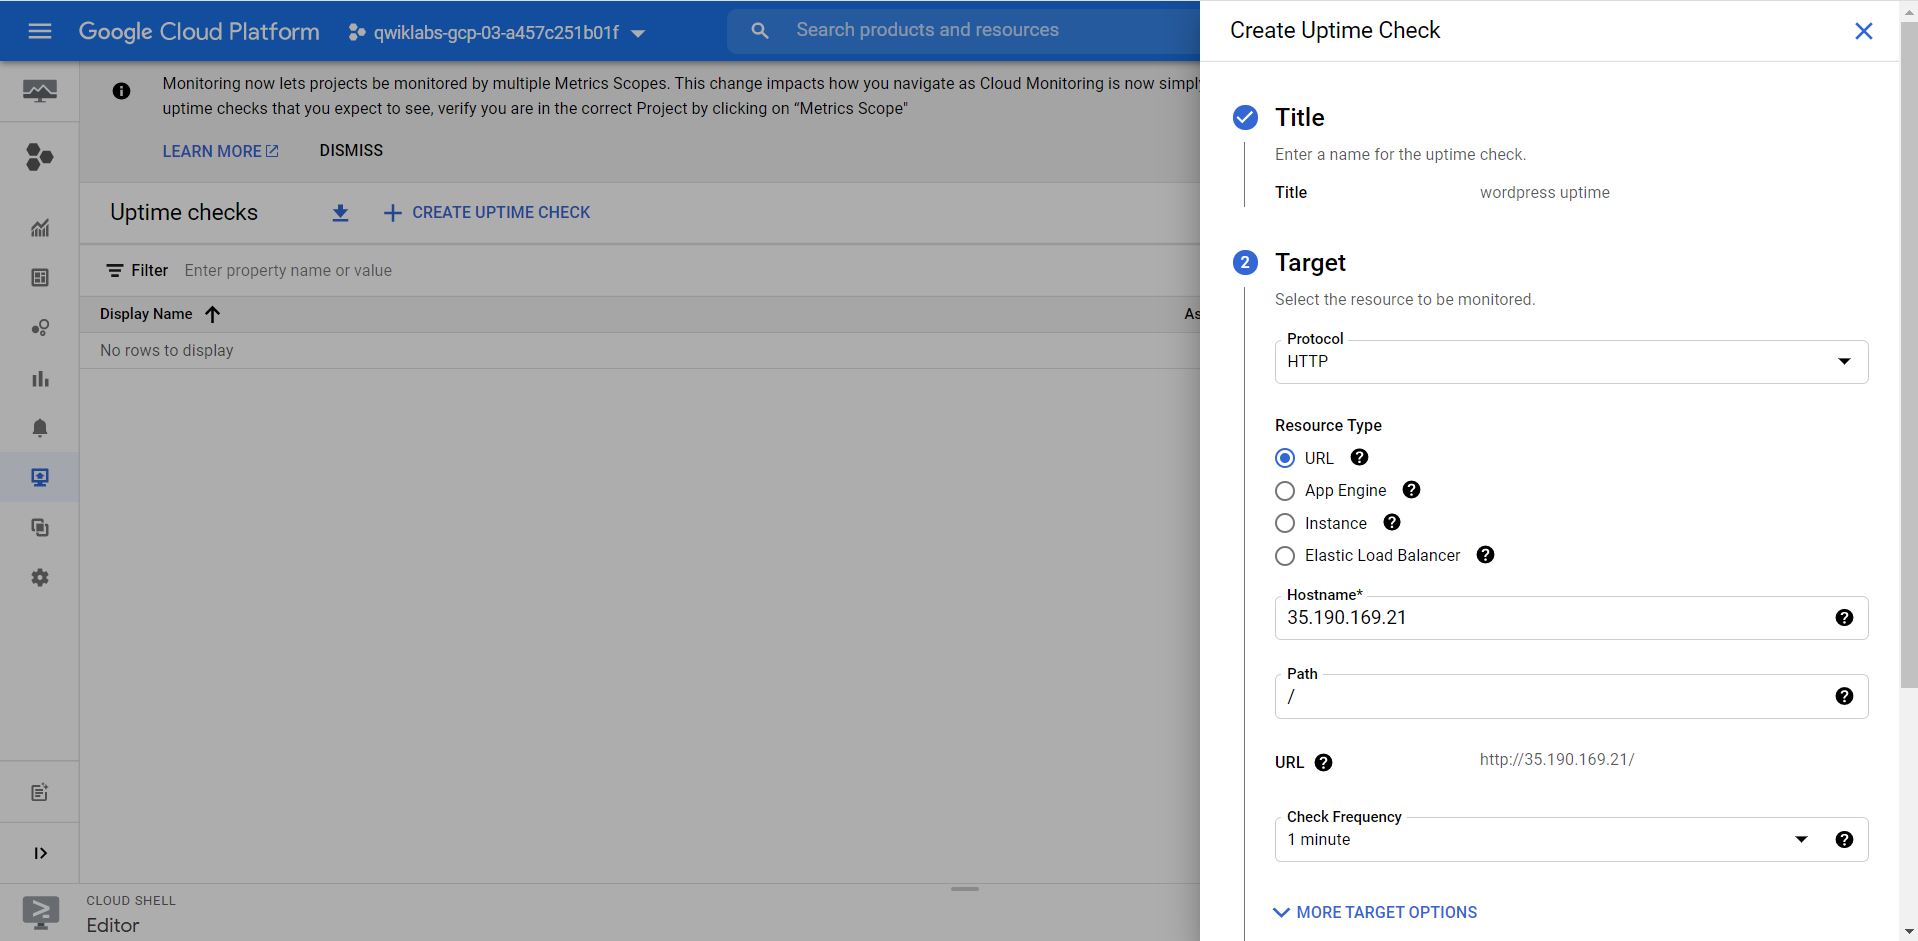 Google Cloud Platform
qwiklabs-gcp-03-a457c251b01f
Search products and resources
Monitoring now lets projects be monitored by multiple Metrics Scopes. This change impacts how you navigate as Cloud Monitoring is now simply
uptime checks that you expect to see, verify you are in the correct Project by clicking on “Metrics Scope"
LEARN MORE
DISMISS
Uptime checks
CREATE UPTIME CHECK
Filter
Enter property name or value
Display Name
As
No rows to display
CLOUD SHELL
Editor
Create Uptime Check
Title
Enter a name for the uptime check.
Title
wordpress uptime
2
Target
Select the resource to be monitored.
Protocol
HTTP
Resource Type
URL
App Engine
Instance
Elastic Load Balancer
Hostname*
35.190.169.21
Path
/
URL
http://35.190.169.21/
Check Frequency
1 minute
MORE TARGET OPTIONS